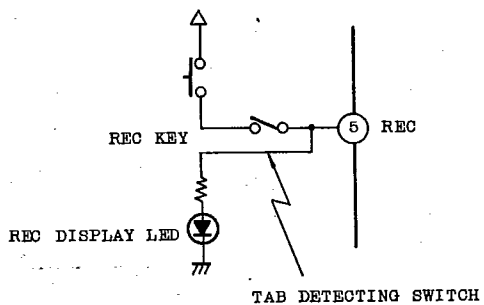 REC KEY
5 REC
REC DISPLAY LED
TAB DETECTING SWITCH